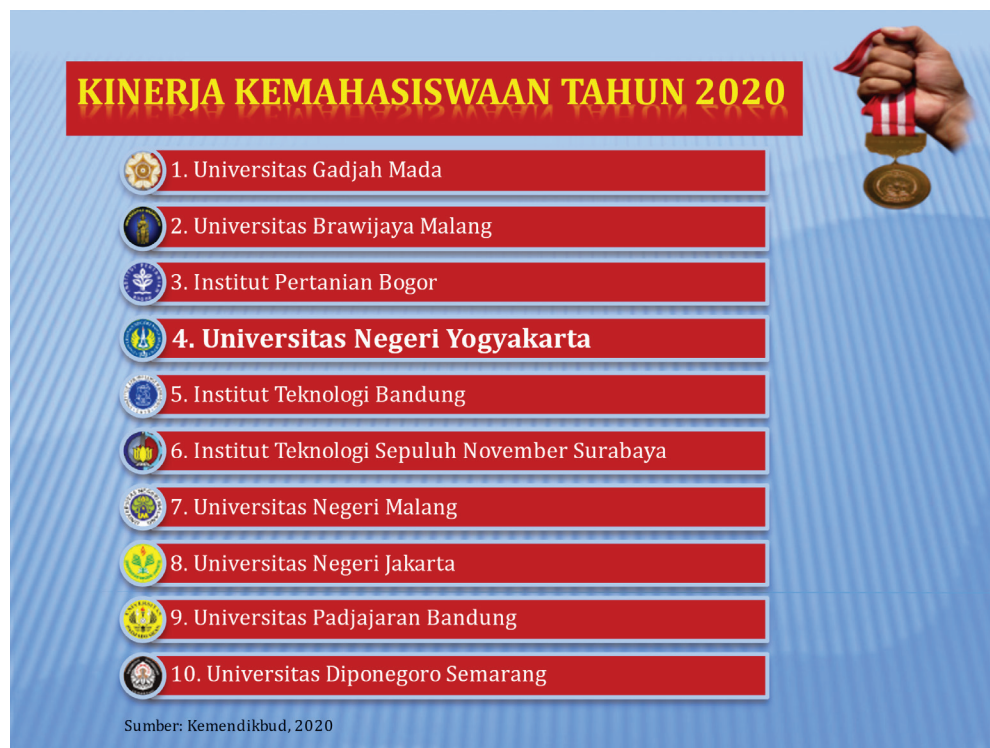 KINERJA KEMAHASISWAAN TAHUN 2020
1. Universitas Gadjah Mada
2. Universitas Brawijaya Malang
3. Institut Pertanian Bogor
4. Universitas Negeri Yogyakarta
5. Institut Teknologi Bandung
6. Institut Teknologi Sepuluh November Surabaya
7. Universitas Negeri Malang
8. Universitas Negeri Jakarta
9. Universitas Padjajaran Bandung
10. Universitas Diponegoro Semarang
Sumber: Kemendikbud, 2020